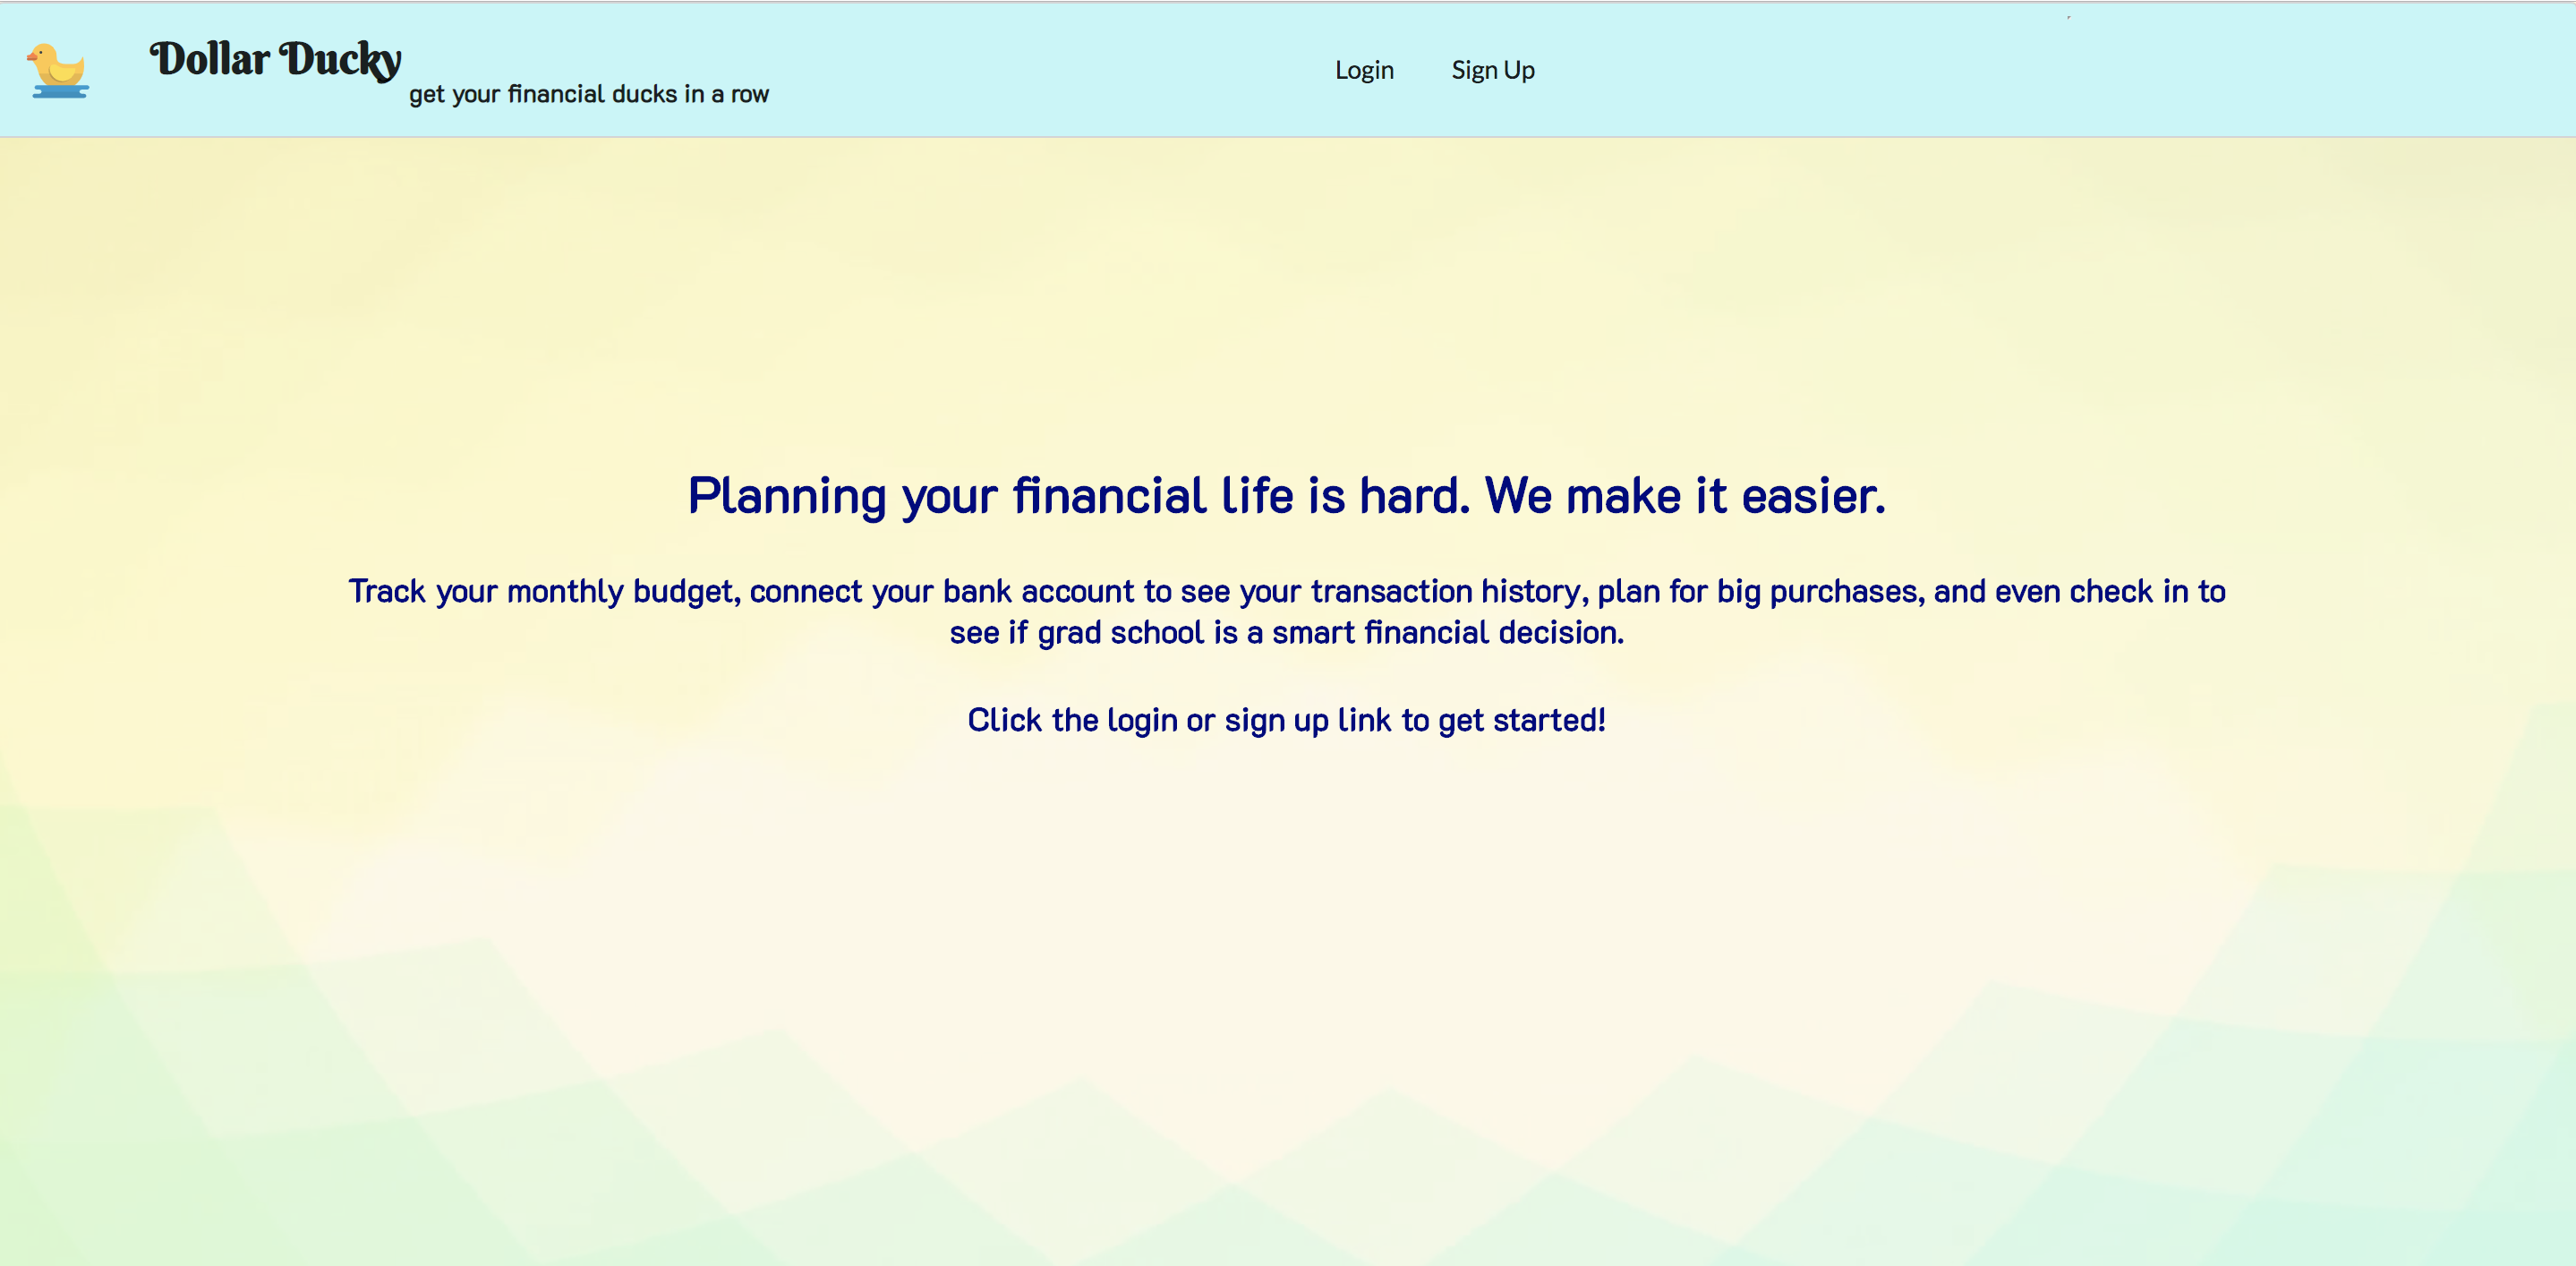 Dollar Ducky
get your financial ducks in a row
Login
Sign Up
Planning your financial life is hard. We make it easier.
Track your monthly budget, connect your bank account to see your transaction history, plan for big purchases, and even check in to
see if grad school is a smart financial decision.
Click the login or sign up link to get started!